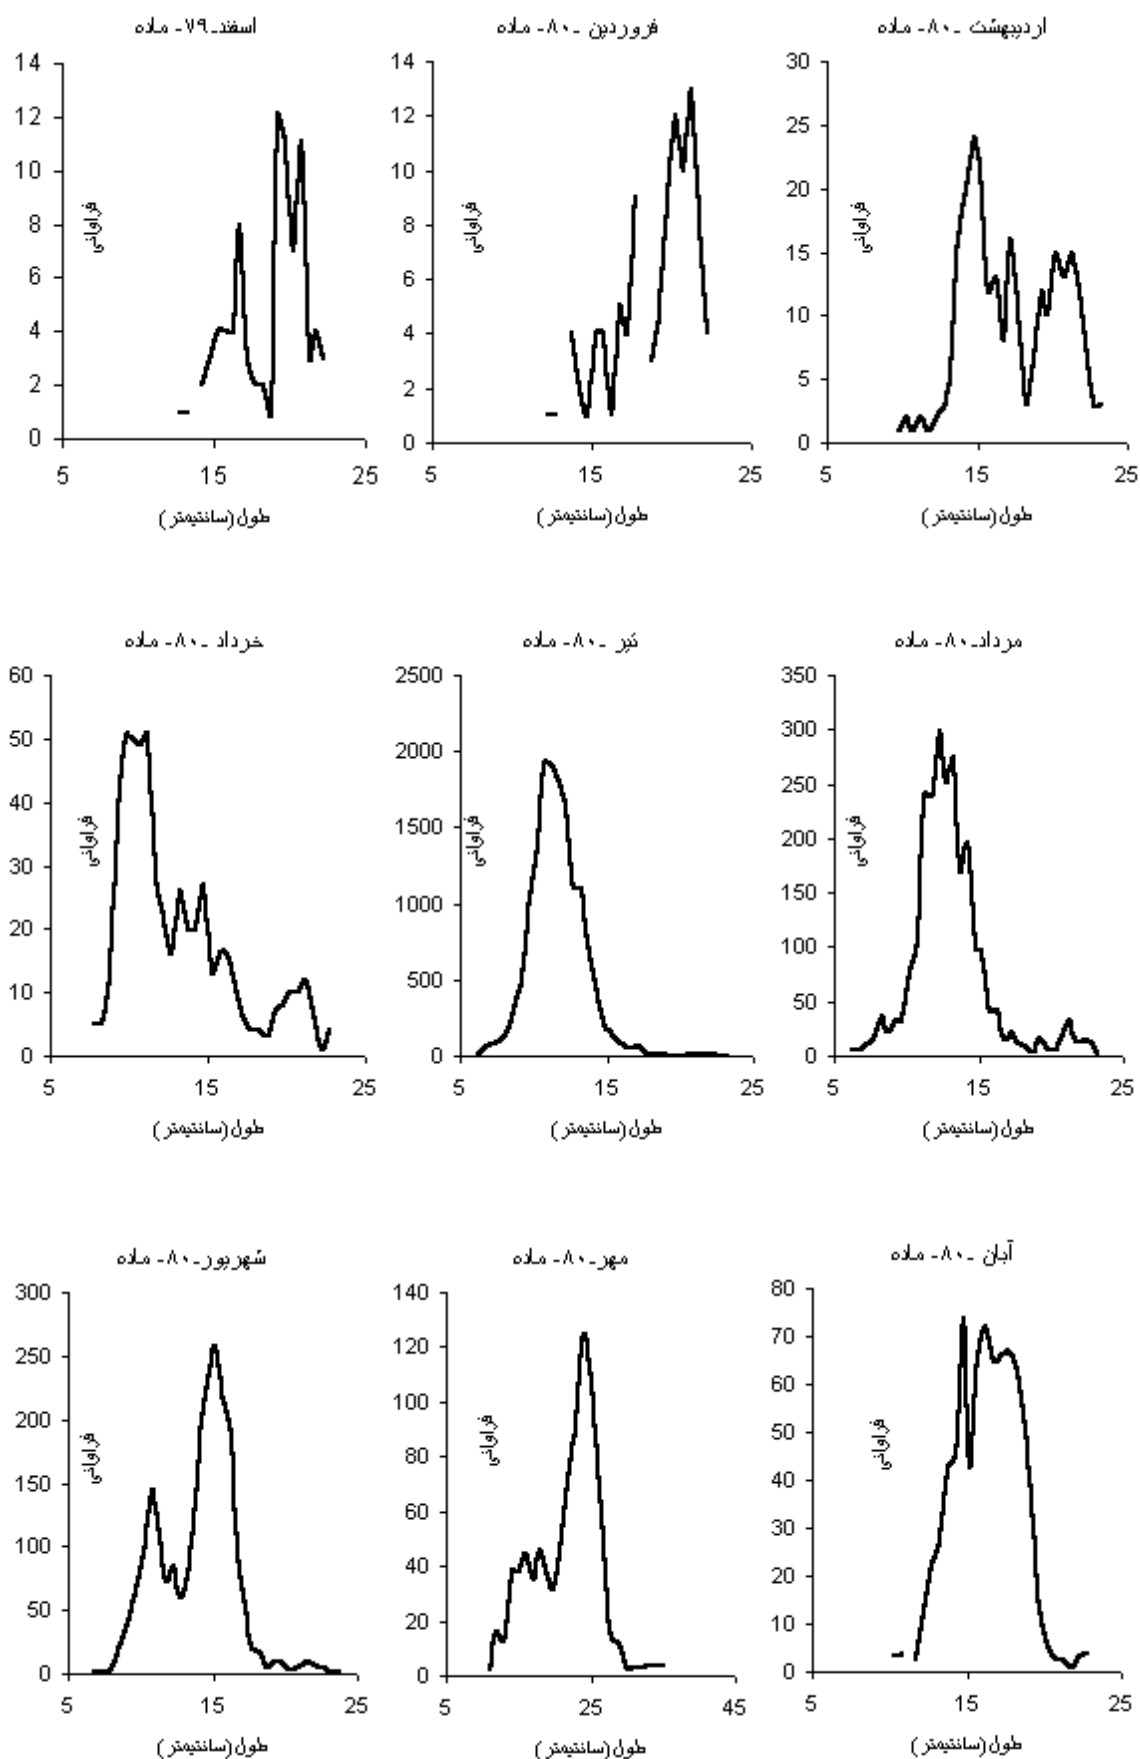 اسفند-۷۹- ماده
14
12
10
8
6
4
2
0
فراوانی
5 15 25
طول(سانتیمتر)
فروردین -۸۰- ماده
14
12
10
8
6
4
2
0
فراوانی
5 15 25
طول(سانتیمتر)
اردیبهشت -۸۰- ماده
30
25
20
15
10
5
0
فراوانی
5 15 25
طول(سانتیمتر)
خرداد -۸۰- ماده
60
50
40
30
20
10
0
فراوانی
5 15 25
طول(سانتیمتر)
تیر -۸۰- ماده
2500
2000
1500
1000
500
0
فراوانی
5 15 25
طول(سانتیمتر)
مرداد-۸۰- ماده
350
300
250
200
150
100
50
0
فراوانی
5 15 25
طول(سانتیمتر)
شهریور-۸۰- ماده
300
250
200
150
100
50
0
فراوانی
5 15 25
طول(سانتیمتر)
مهر-۸۰- ماده
140
120
100
80
60
40
20
0
فراوانی
5 25 45
طول(سانتیمتر)
آبان -۸۰- ماده
80
70
60
50
40
30
20
10
0
فراوانی
5 15 25
طول(سانتیمتر)